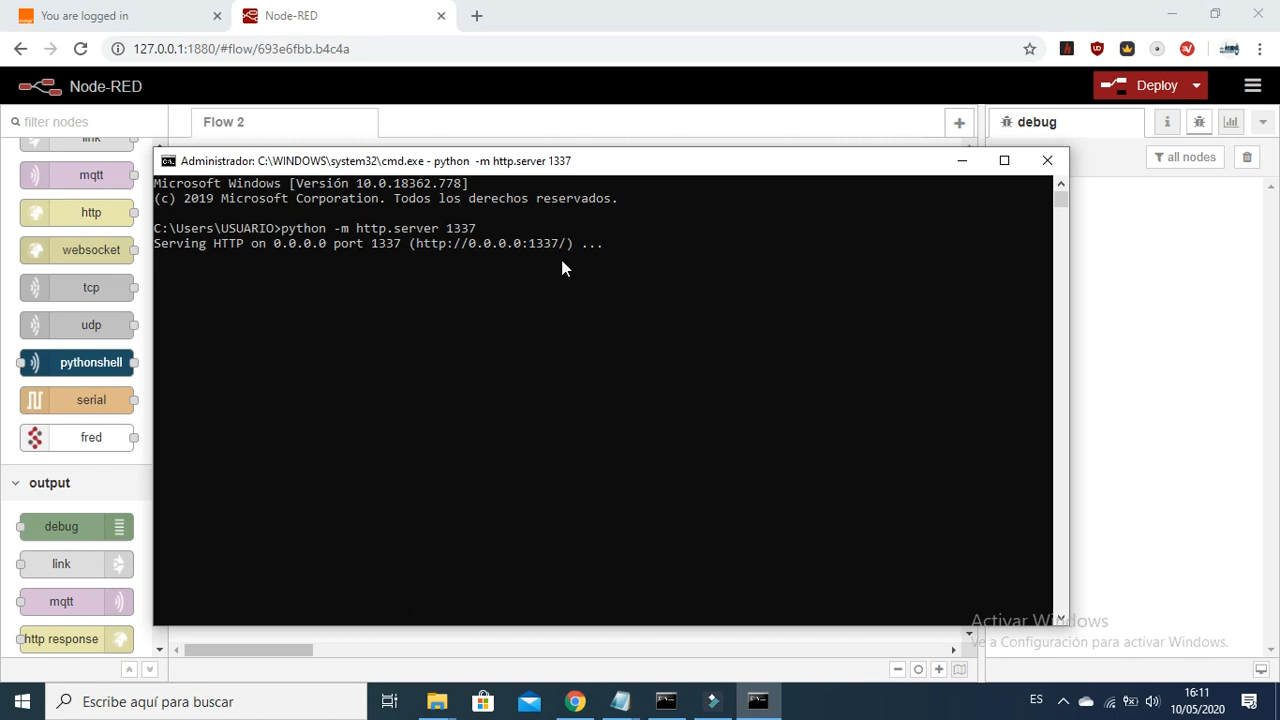 You are logged in
Node-RED
127.0.0.1:1880/#flow/693e6fbb.b4c4a
Node-RED
Deploy
filter nodes
Flow 2
debug
all nodes
link
mqtt
http
websocket
tcp
udp
pythonshell
serial
fred
output
debug
link
mqtt
http response
Administrador: C:\WINDOWS\system32\cmd.exe - python  -m http.server 1337
Microsoft Windows [Versión 10.0.18362.778]
(c) 2019 Microsoft Corporation. Todos los derechos reservados.
C:\Users\USUARIO>python -m http.server 1337
Serving HTTP on 0.0.0.0 port 1337 (http://0.0.0.0:1337/) ...
Activar Windows
Ve a Configuración para activar Windows.
Escribe aquí para buscar
ES
16:11
10/05/2020